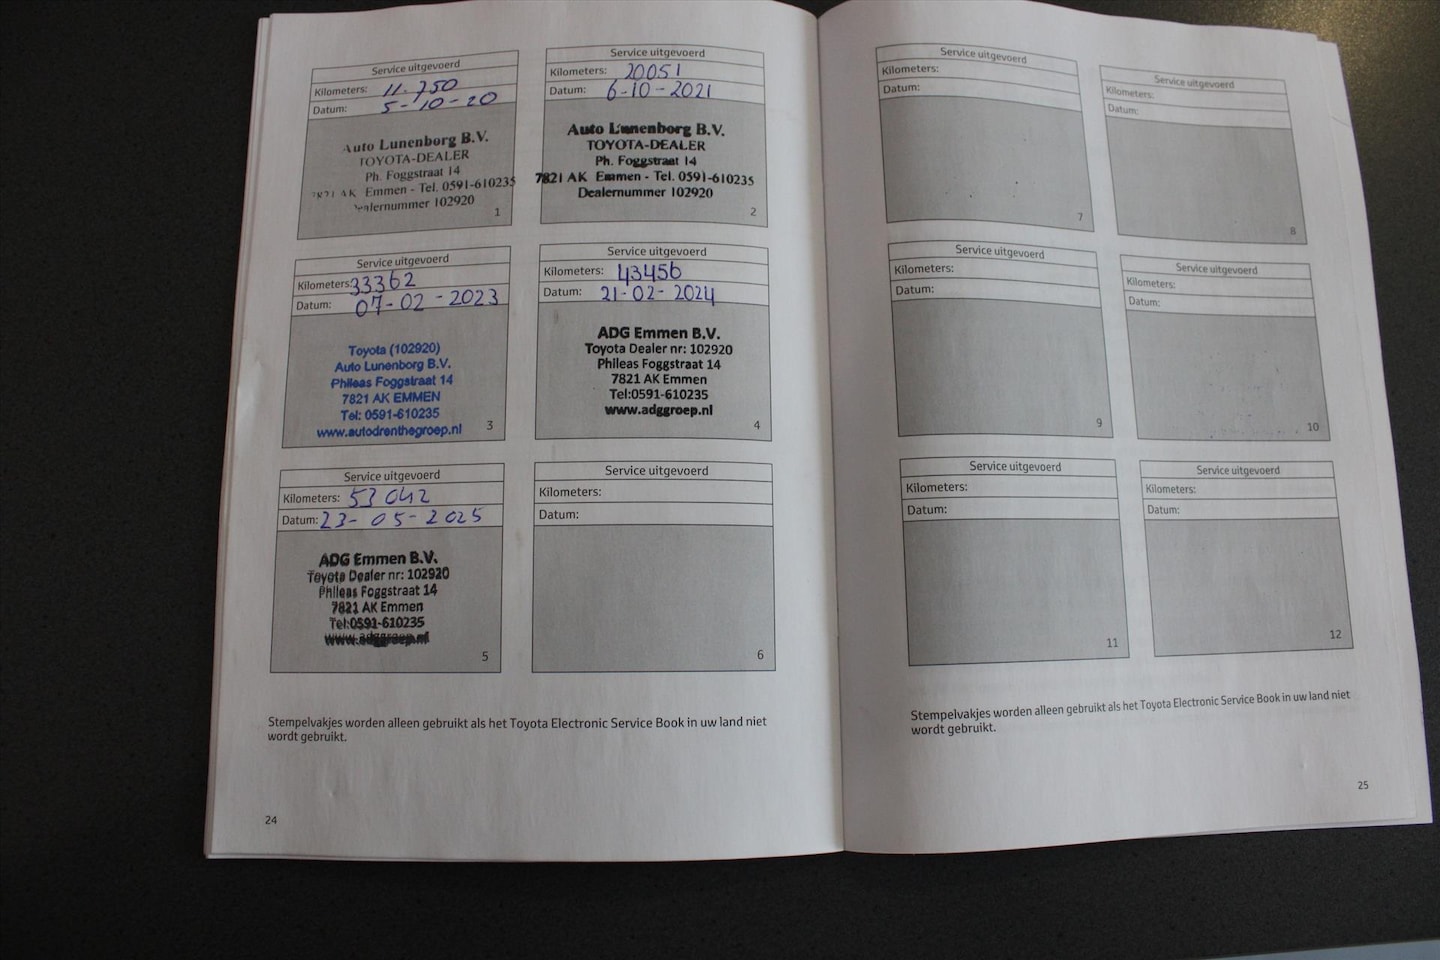 Service uitgevoerd
Kilometers: 11.750
Datum: 5-10-20
Auto Lunenborg B.V.
TOYOTA-DEALER
Ph. Foggstraat 14
7821 AK Emmen - Tel. 0591-610235
Dealernummer 102920
1
Service uitgevoerd
Kilometers: 20051
Datum: 6-10-2021
Auto Lunenborg B.V.
TOYOTA-DEALER
Ph. Foggstraat 14
7821 AK Emmen - Tel. 0591-610235
Dealernummer 102920
2
Service uitgevoerd
Kilometers: 33362
Datum: 07-02-2023
Toyota (102920)
Auto Lunenborg B.V.
Phileas Foggstraat 14
7821 AK EMMEN
Tel: 0591-610235
www.autodrenthegroep.nl
3
Service uitgevoerd
Kilometers: 43456
Datum: 21-02-2024
ADG Emmen B.V.
Toyota Dealer nr: 102920
Phileas Foggstraat 14
7821 AK Emmen
Tel:0591-610235
www.adggroep.nl
4
Service uitgevoerd
Kilometers: 53042
Datum: 23-05-2025
ADG Emmen B.V.
Toyota Dealer nr: 102920
Phileas Foggstraat 14
7821 AK Emmen
Tel:0591-610235
www.adggroep.nl
5
Service uitgevoerd
Kilometers:
Datum:
6
Stempelvakjes worden alleen gebruikt als het Toyota Electronic Service Book in uw land niet
wordt gebruikt.
24
Service uitgevoerd
Kilometers:
Datum:
7
Service uitgevoerd
Kilometers:
Datum:
8
Service uitgevoerd
Kilometers:
Datum:
9
Service uitgevoerd
Kilometers:
Datum:
10
Service uitgevoerd
Kilometers:
Datum:
11
Service uitgevoerd
Kilometers:
Datum:
12
Stempelvakjes worden alleen gebruikt als het Toyota Electronic Service Book in uw land niet
wordt gebruikt.
25